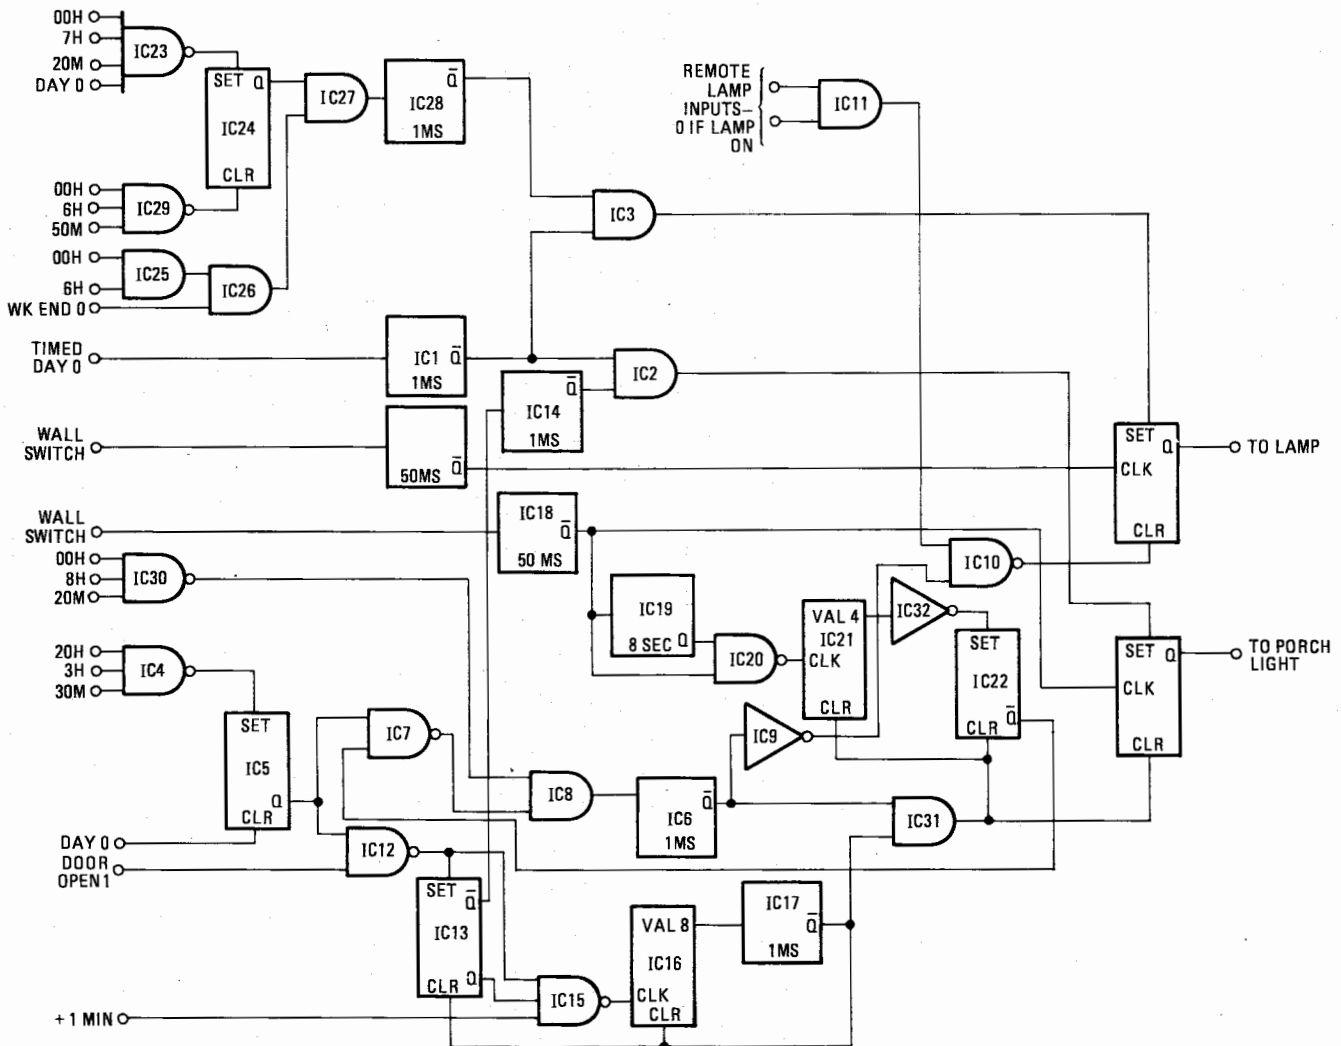 00H
7H
20M
DAY 0
IC23
SET Q
IC24
CLR
IC27
Q̅
IC28
1MS
REMOTE
LAMP
INPUTS–
0 IF LAMP
ON
IC11
00H
6H
50M
IC29
00H
6H
IC25
WK END 0
IC26
IC3
TIMED
DAY 0
IC1 Q̅
1MS
IC2
Q̅
IC14
1MS
WALL
SWITCH
50MS Q̅
SET Q
CLK
CLR
TO LAMP
WALL
SWITCH
IC18
Q̅
50 MS
00H
8H
20M
IC30
IC10
IC19
8 SEC Q
IC20
VAL 4
IC21
CLK
CLR
IC32
SET
IC22
Q̅
CLR
SET Q
CLK
CLR
TO PORCH
LIGHT
20H
3H
30M
IC4
SET
IC5
Q
CLR
IC7
IC9
IC8
Q̅
IC6
1MS
IC31
DAY 0
DOOR
OPEN 1
IC12
SET Q̅
IC13
Q
CLR
IC15
VAL 8
IC16
CLK
CLR
IC17
Q̅
1MS
+1 MIN